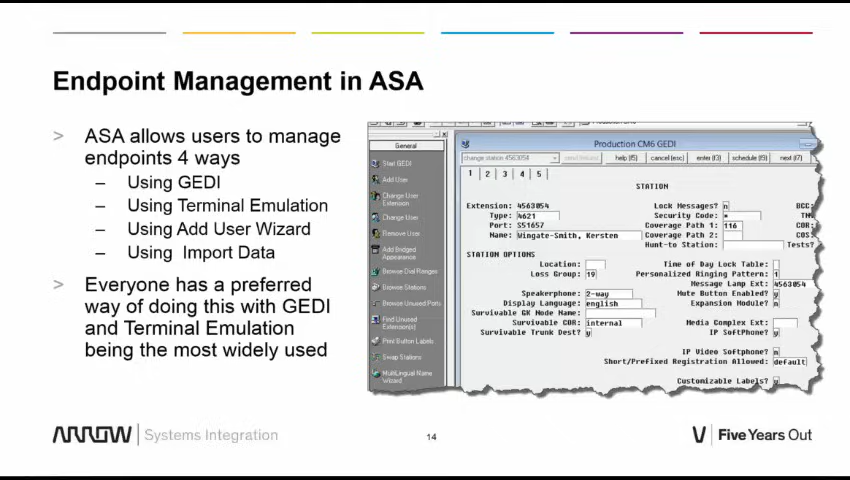 Endpoint Management in ASA
> ASA allows users to manage
endpoints 4 ways
– Using GEDI
– Using Terminal Emulation
– Using Add User Wizard
– Using Import Data
> Everyone has a preferred
way of doing this with GEDI
and Terminal Emulation
being the most widely used
General
Start GEDI
Add User
Change User
Extension
Change User
Remove User
Add Bridged
Appearance
Browse Dial Ranges
Browse Stations
Browse Unused Ports
Find Unused
Extension(s)
Print Button Labels
Swap Stations
MultiLingual Name
Wizard
Production CM6 GEDI
change station 4563054 help (f5) cancel (esc) enter (f3) schedule (f9) next (f7)
1 2 3 4 5
STATION
Extension: 4563054 Lock Messages? n BCC:
Type: 4621 Security Code: * TN:
Port: S51657 Coverage Path 1: 116 COR:
Name: Wingate-Smith, Kersten Coverage Path 2: COS:
Hunt-to Station: Tests?
STATION OPTIONS
Location: Time of Day Lock Table:
Loss Group: 19 Personalized Ringing Pattern: 1
Message Lamp Ext: 4563054
Speakerphone: 2-way Mute Button Enabled? y
Display Language: english Expansion Module? n
Survivable GK Node Name:
Survivable COR: internal Media Complex Ext:
Survivable Trunk Dest? y IP SoftPhone? y
IP Video Softphone? n
Short/Prefixed Registration Allowed: default
Customizable Labels? y
ARROW Systems Integration
14
Five Years Out